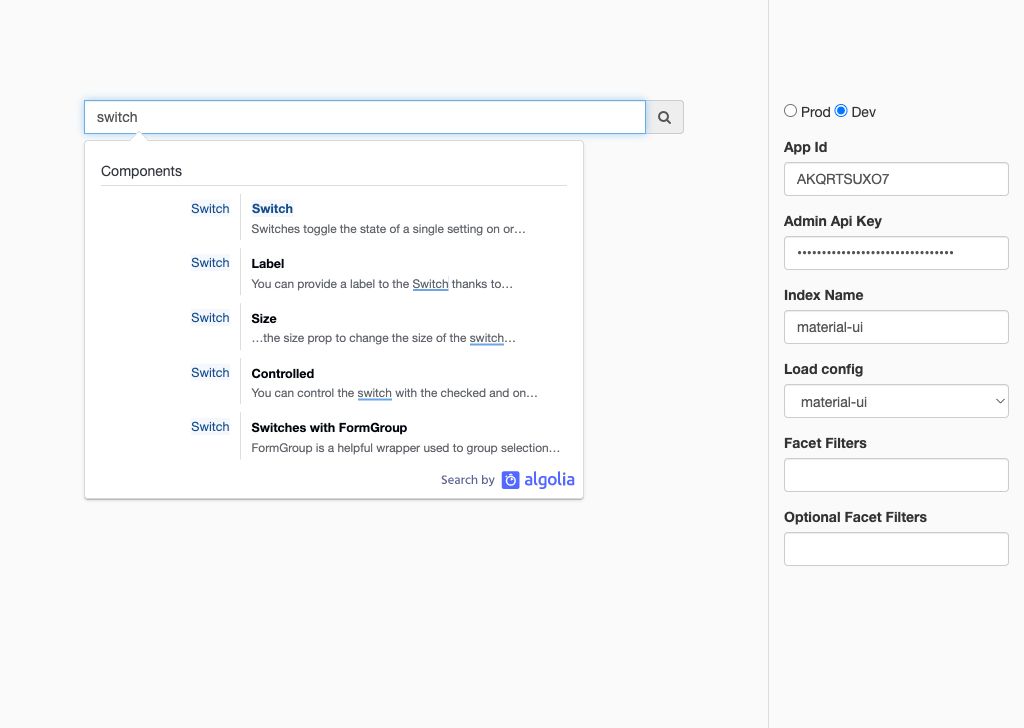 switch
Components
Switch Switch
Switches toggle the state of a single setting on or…
Switch Label
You can provide a label to the Switch thanks to…
Switch Size
…the size prop to change the size of the switch…
Switch Controlled
You can control the switch with the checked and on…
Switch Switches with FormGroup
FormGroup is a helpful wrapper used to group selection…
Search by algolia
Prod Dev
App Id
AKQRTSUXO7
Admin Api Key
••••••••••••••••••••••••••••••••
Index Name
material-ui
Load config
material-ui
Facet Filters
Optional Facet Filters